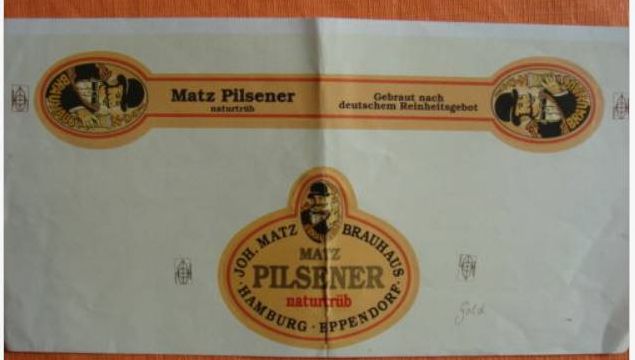 Matz Pilsener
naturtrüb
Gebraut nach
deutschem Reinheitsgebot
JOH. MATZ BRAUHAUS
MATZ
PILSENER
naturtrüb
· HAMBURG · EPPENDORF ·
Gold